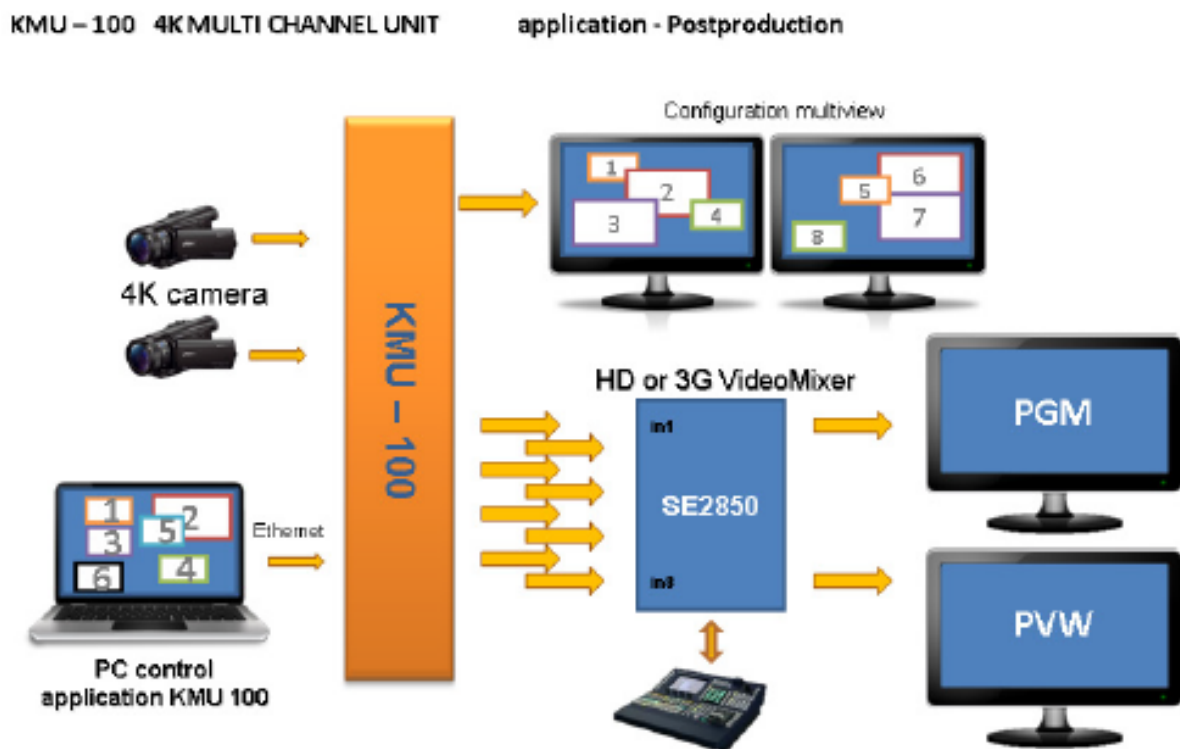 KMU – 100 4K MULTI CHANNEL UNIT application - Postproduction
Configuration multiview
1
2
3
4
5
6
7
8
4K camera
KMU – 100
HD or 3G VideoMixer
in1
SE2850
in8
PGM
PVW
1
2
3
5
4
6
Ethernet
PC control
application KMU 100